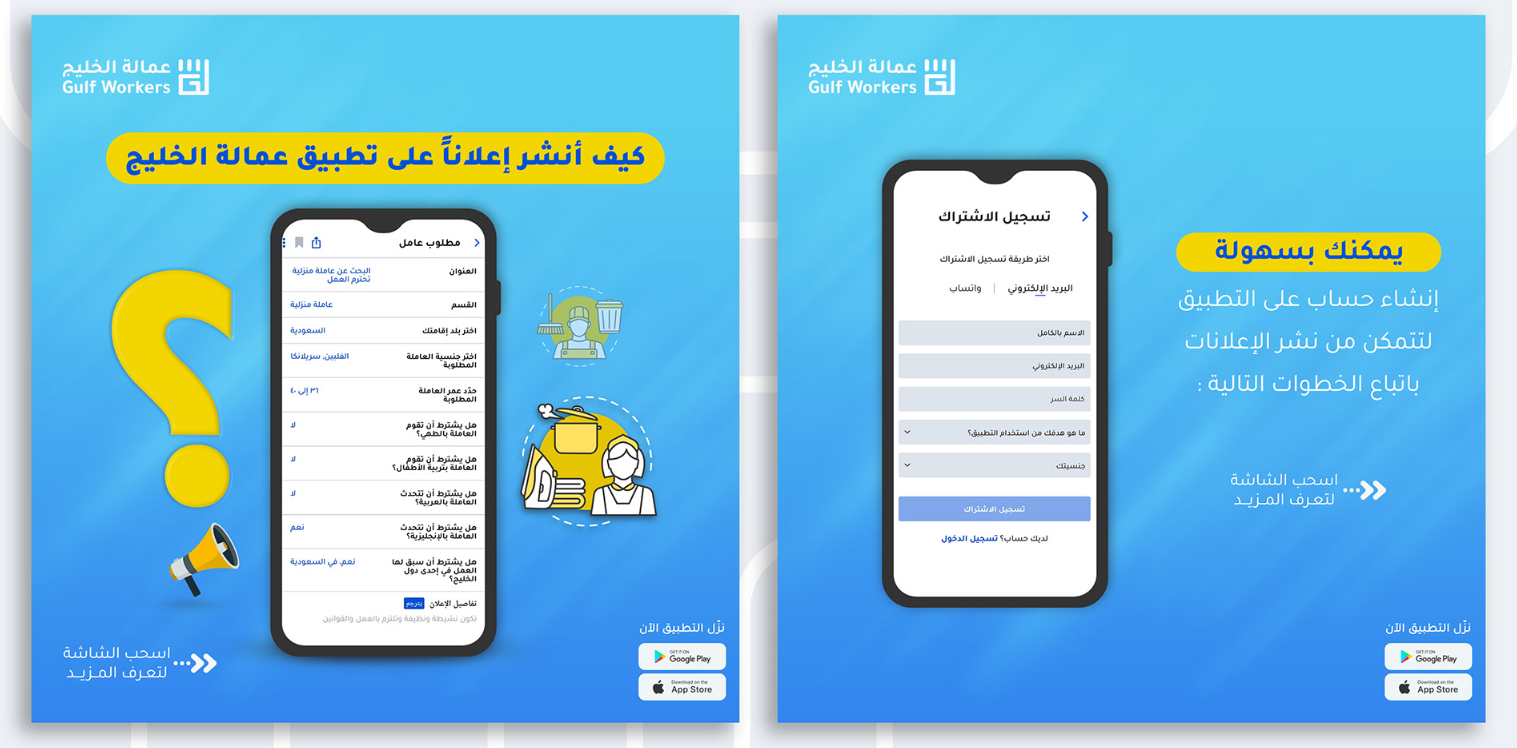 عمالة الخليج
Gulf Workers
كيف أنشر إعلاناً على تطبيق عمالة الخليج
مطلوب عامل
العنوان
البحث عن عاملة منزلية
تحترم العمل
القسم
عاملة منزلية
اختر بلد إقامتك
السعودية
اختر جنسية العاملة
المطلوبة
الفلبين, سريلانكا
حدّد عمر العاملة
المطلوبة
٣٦ إلى ٤٠
هل يشترط أن تقوم
العاملة بالطهي؟
لا
هل يشترط أن تقوم
العاملة بتربية الأطفال؟
لا
هل يشترط أن تتحدث
العاملة بالعربية؟
لا
هل يشترط أن تتحدث
العاملة بالإنجليزية؟
نعم
هل يشترط أن سبق لها
العمل في إحدى دول
الخليج؟
نعم، في السعودية
تفاصيل الإعلان
يترجم
تكون نشيطة ونظيفة وتلتزم بالعمل والقوانين
اسحب الشاشة
لتعرف المـزيــد
نزّل التطبيق الآن
GET IT ON
Google Play
Download on the
App Store
عمالة الخليج
Gulf Workers
تسجيل الاشتراك
اختر طريقة تسجيل الاشتراك
البريد الإلكتروني | واتساب
الاسم بالكامل
البريد الإلكتروني
كلمة السر
ما هو هدفك من استخدام التطبيق؟
جنسيتك
تسجيل الاشتراك
لديك حساب؟ تسجيل الدخول
يمكنك بسهولة
إنشاء حساب على التطبيق
لتتمكن من نشر الإعلانات
باتباع الخطوات التالية :
اسحب الشاشة
لتعرف المـزيــد
نزّل التطبيق الآن
GET IT ON
Google Play
Download on the
App Store